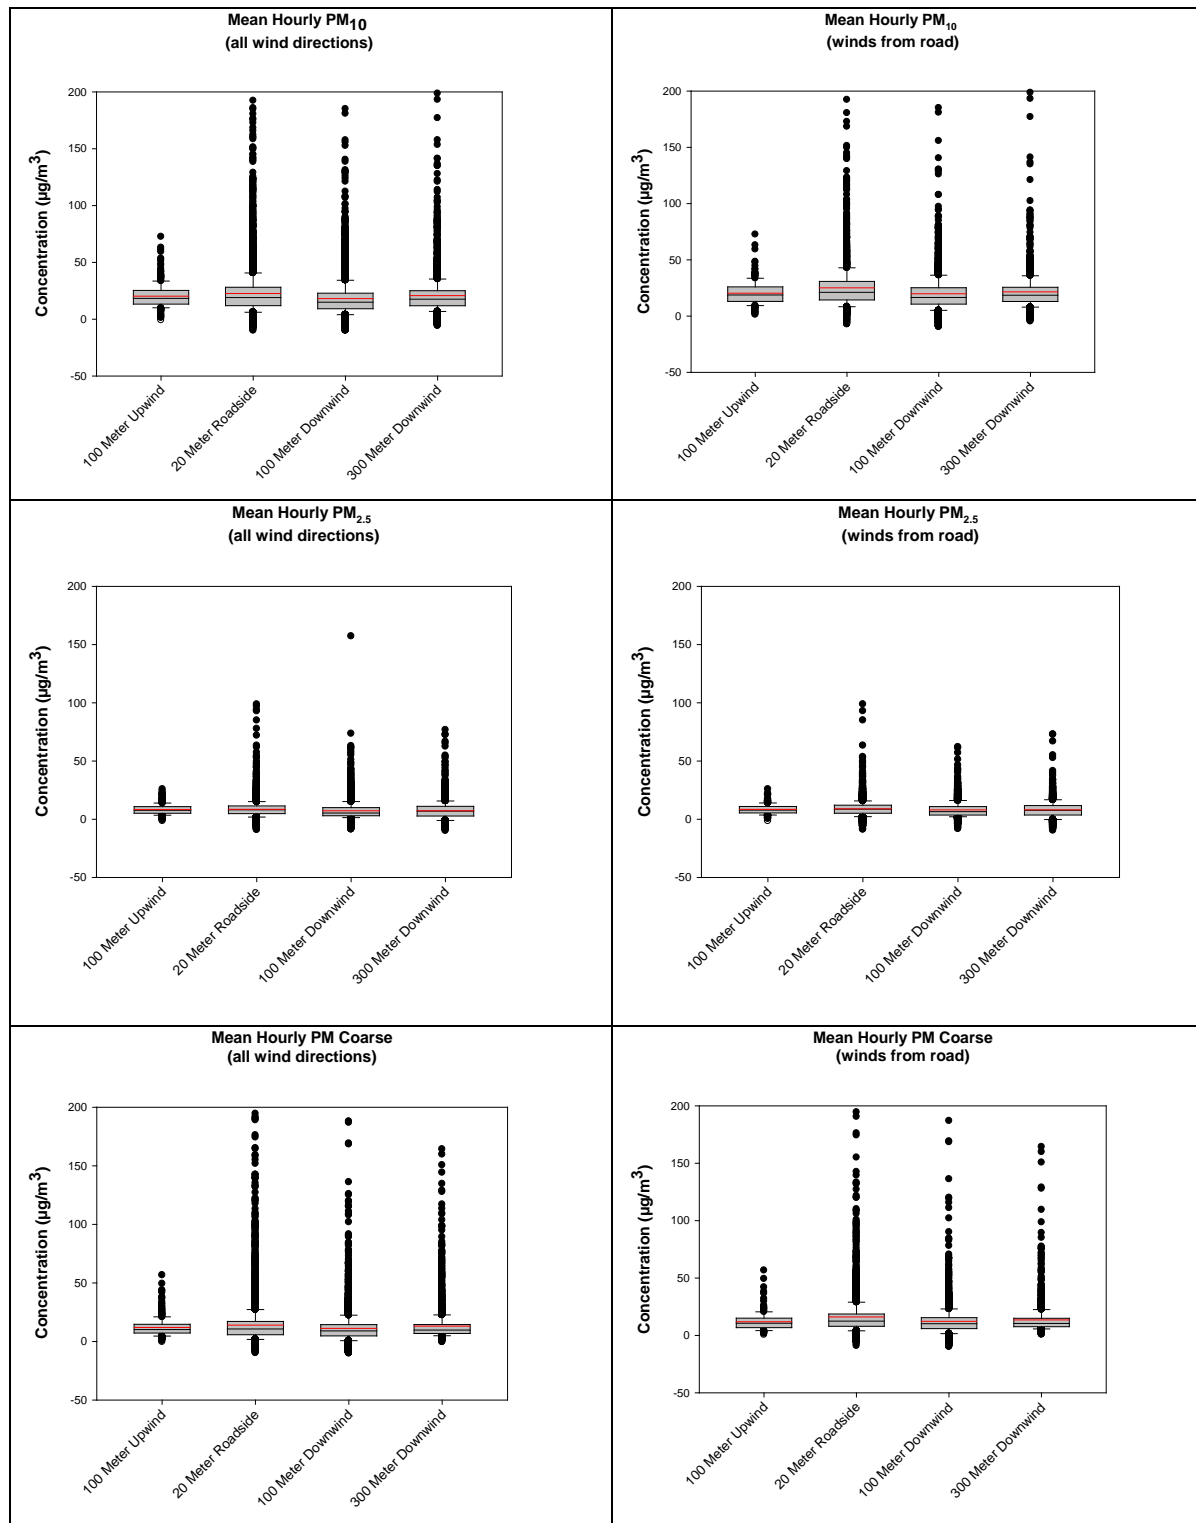 Mean Hourly PM10
(all wind directions)
Concentration (µg/m3)
200
150
100
50
0
-50
100 Meter Upwind
20 Meter Roadside
100 Meter Downwind
300 Meter Downwind
Mean Hourly PM10
(winds from road)
Concentration (µg/m3)
200
150
100
50
0
-50
100 Meter Upwind
20 Meter Roadside
100 Meter Downwind
300 Meter Downwind
Mean Hourly PM2.5
(all wind directions)
Concentration (µg/m3)
200
150
100
50
0
-50
100 Meter Upwind
20 Meter Roadside
100 Meter Downwind
300 Meter Downwind
Mean Hourly PM2.5
(winds from road)
Concentration (µg/m3)
200
150
100
50
0
-50
100 Meter Upwind
20 Meter Roadside
100 Meter Downwind
300 Meter Downwind
Mean Hourly PM Coarse
(all wind directions)
Concentration (µg/m3)
200
150
100
50
0
-50
100 Meter Upwind
20 Meter Roadside
100 Meter Downwind
300 Meter Downwind
Mean Hourly PM Coarse
(winds from road)
Concentration (µg/m3)
200
150
100
50
0
-50
100 Meter Upwind
20 Meter Roadside
100 Meter Downwind
300 Meter Downwind